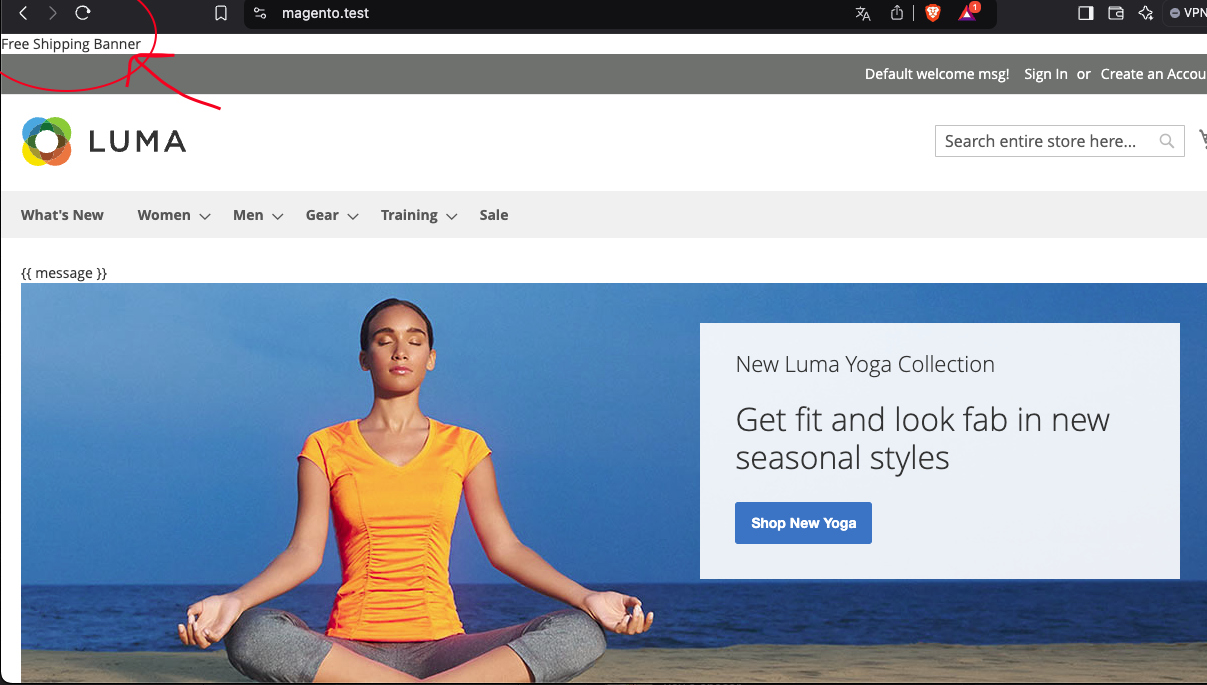 magento.test
1
VPN
Free Shipping Banner
Default welcome msg! Sign In or Create an Accou
LUMA
Search entire store here...
What's New Women Men Gear Training Sale
{{ message }}
New Luma Yoga Collection
Get fit and look fab in new
seasonal styles
Shop New Yoga